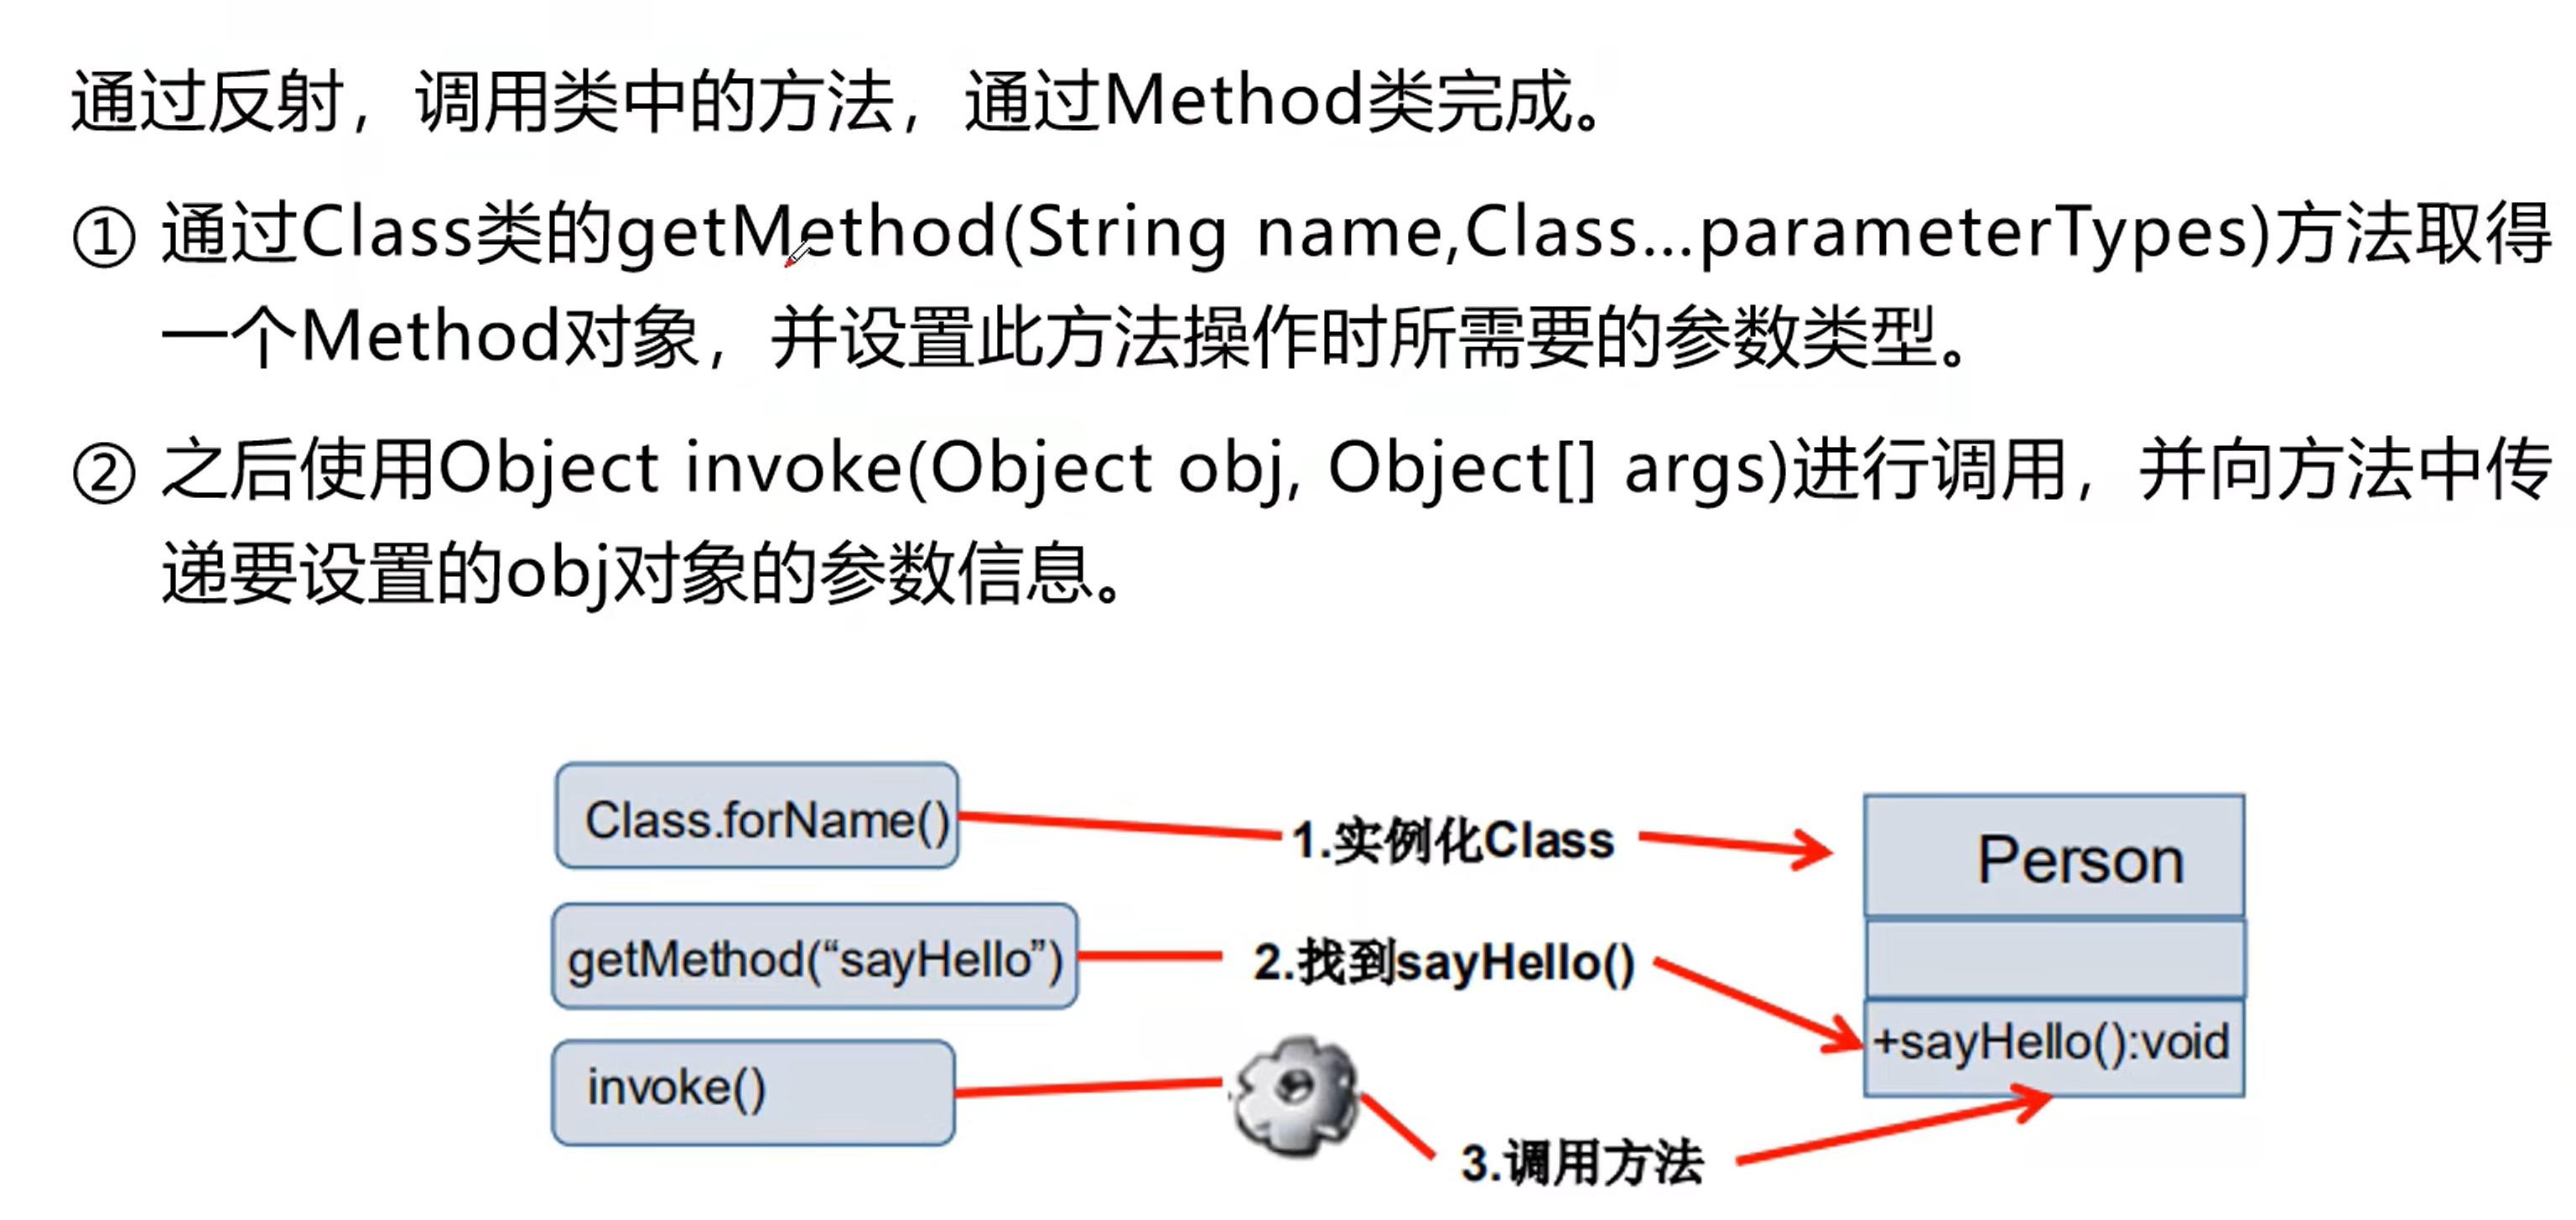 通过反射，调用类中的方法，通过Method类完成。
① 通过Class类的getMethod(String name,Class…parameterTypes)方法取得
一个Method对象，并设置此方法操作时所需要的参数类型。
② 之后使用Object invoke(Object obj, Object[] args)进行调用，并向方法中传
递要设置的obj对象的参数信息。
Class.forName()
1.实例化Class
Person
getMethod(“sayHello”)
2.找到sayHello()
+sayHello():void
invoke()
3.调用方法